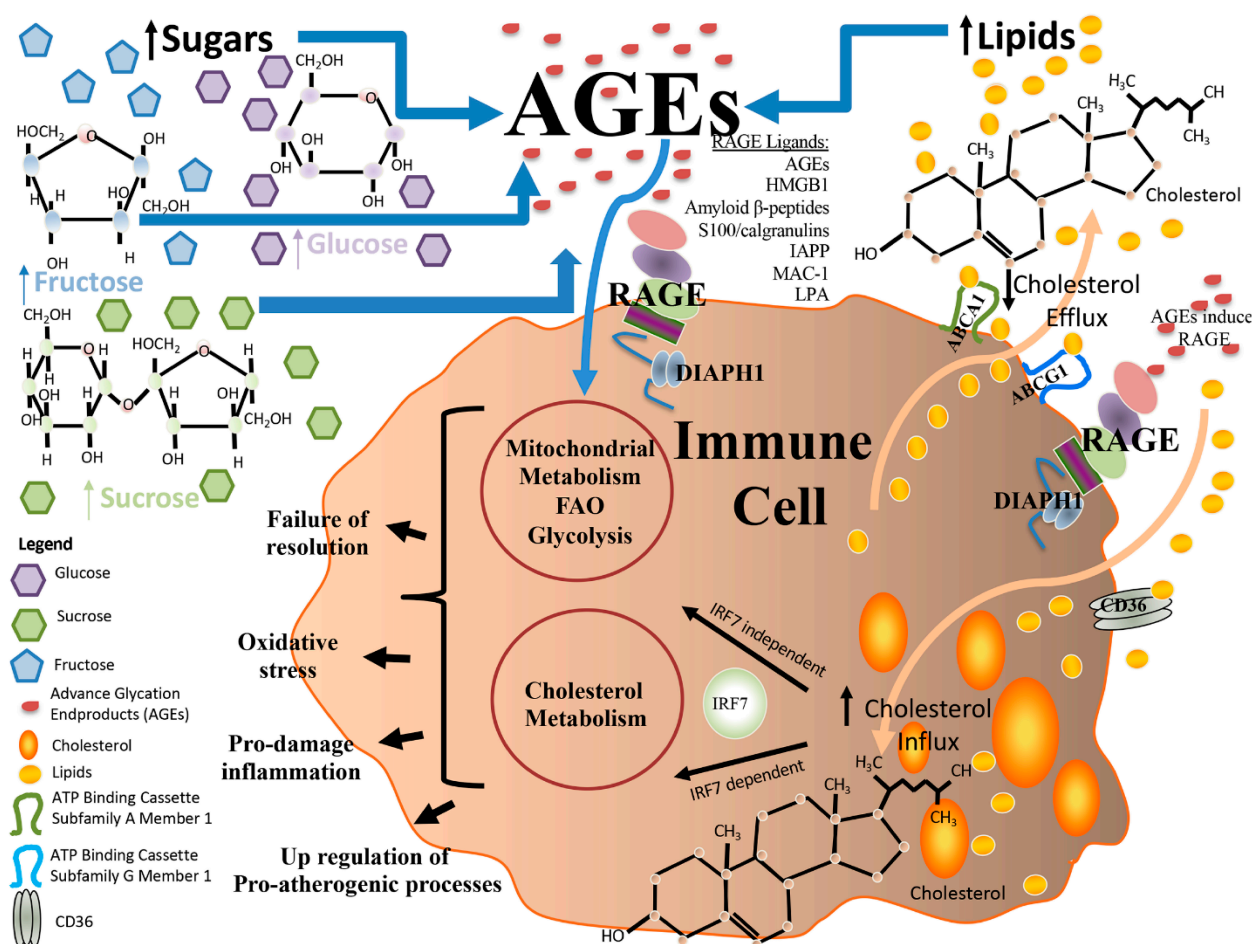 ↑Sugars
AGEs
↑Lipids
CH₂OH
O
OH
OH
OH
OH
OH
HOCH₂
O
OH
H
H
HO
CH₂OH
OH
H
↑Fructose
↑Glucose
RAGE Ligands:
AGEs
HMGB1
Amyloid β-peptides
S100/calgranulins
IAPP
MAC-1
LPA
H₃C
CH
CH₃
CH₃
CH₃
HO
Cholesterol
↓Cholesterol
Efflux
AGEs induce
RAGE
ABCA1
ABCG1
RAGE
DIAPH1
RAGE
DIAPH1
CD36
CH₂OH
H
O
H
H
OH
OH
H
OH
O
HOCH₂
O
H
H
H
OH
CH₂OH
H
↑Sucrose
Immune
Cell
Mitochondrial
Metabolism
FAO
Glycolysis
Cholesterol
Metabolism
IRF7 independent
IRF7
IRF7 dependent
↑ Cholesterol
Influx
H₃C
CH
CH₃
CH₃
CH₃
HO
Cholesterol
Failure of
resolution
Oxidative
stress
Pro-damage
inflammation
Up regulation of
Pro-atherogenic processes
Legend
Glucose
Sucrose
Fructose
Advance Glycation
Endproducts (AGEs)
Cholesterol
Lipids
ATP Binding Cassette
Subfamily A Member 1
ATP Binding Cassette
Subfamily G Member 1
CD36